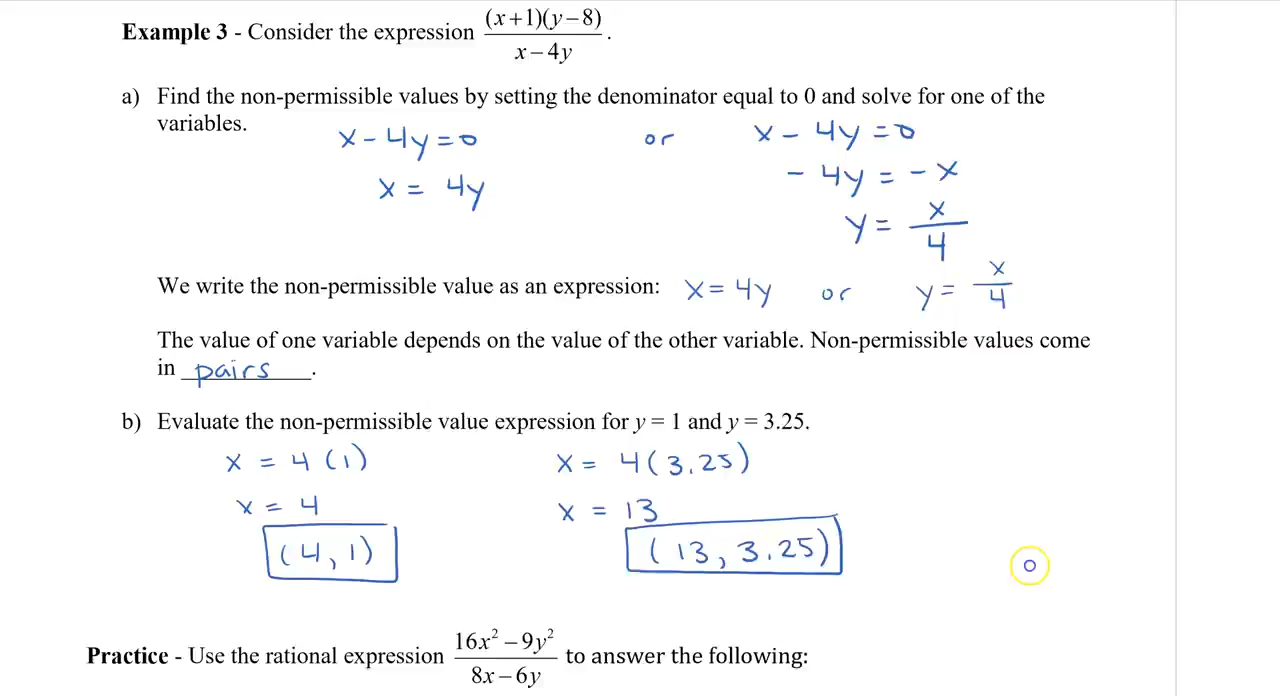 Example 3 - Consider the expression (x+1)(y−8) / x−4y .
a) Find the non-permissible values by setting the denominator equal to 0 and solve for one of the
variables.
x − 4y = 0 or x − 4y = 0
x = 4y − 4y = − x
y = x / 4
We write the non-permissible value as an expression: x = 4y or y = x / 4
The value of one variable depends on the value of the other variable. Non-permissible values come
in pairs.
b) Evaluate the non-permissible value expression for y = 1 and y = 3.25.
x = 4 (1) x = 4 (3.25)
x = 4 x = 13
(4, 1) (13, 3.25)
Practice - Use the rational expression 16x² − 9y² / 8x − 6y to answer the following: